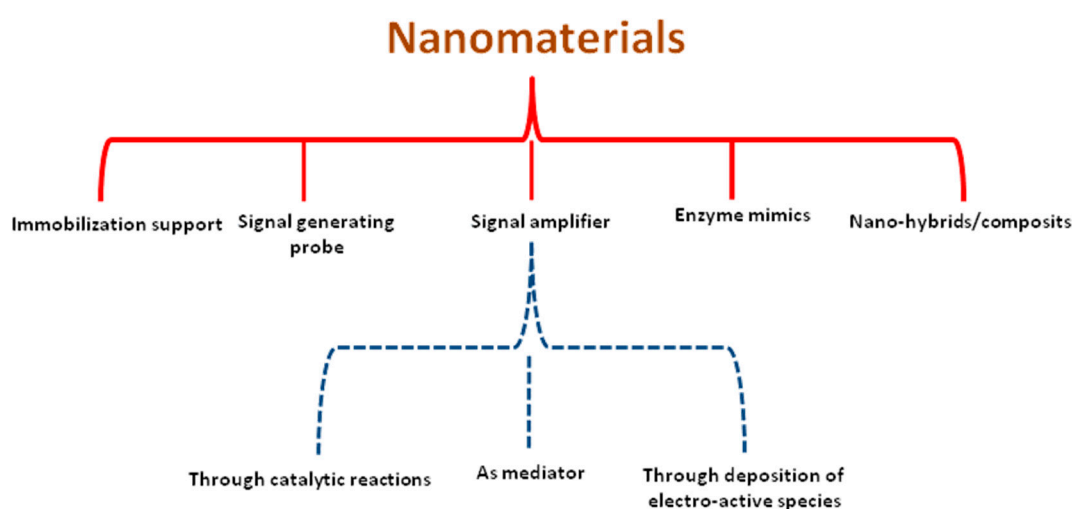 Nanomaterials
Immobilization support
Signal generating
probe
Signal amplifier
Enzyme mimics
Nano-hybrids/composits
Through catalytic reactions
As mediator
Through deposition of
electro-active species